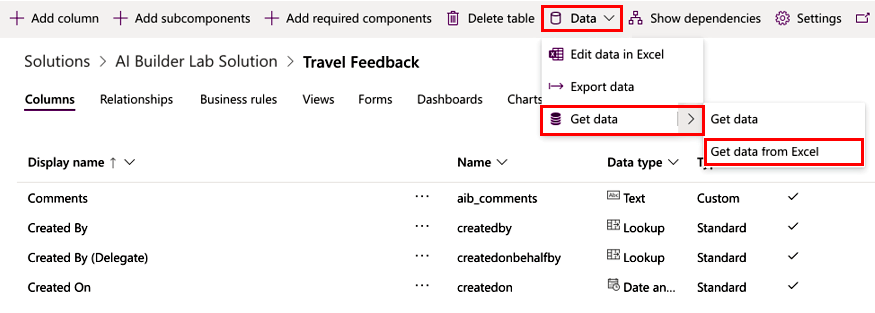 Add column Add subcomponents Add required components Delete table Data Show dependencies Settings
Solutions AI Builder Lab Solution Travel Feedback
Edit data in Excel
Export data
Get data
Get data
Get data from Excel
Columns Relationships Business rules Views Forms Dashboards Charts
Display name ↑ Name Data type
Comments ··· aib_comments Abc Text Custom
Created By ··· createdby Lookup Standard
Created By (Delegate) ··· createdonbehalfby Lookup Standard
Created On ··· createdon Date an... Standard